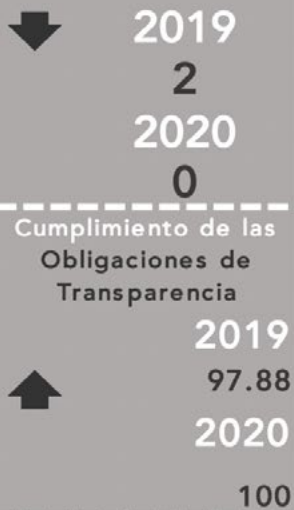 2019
2
2020
0
Cumplimiento de las
Obligaciones de
Transparencia
2019
97.88
2020
100